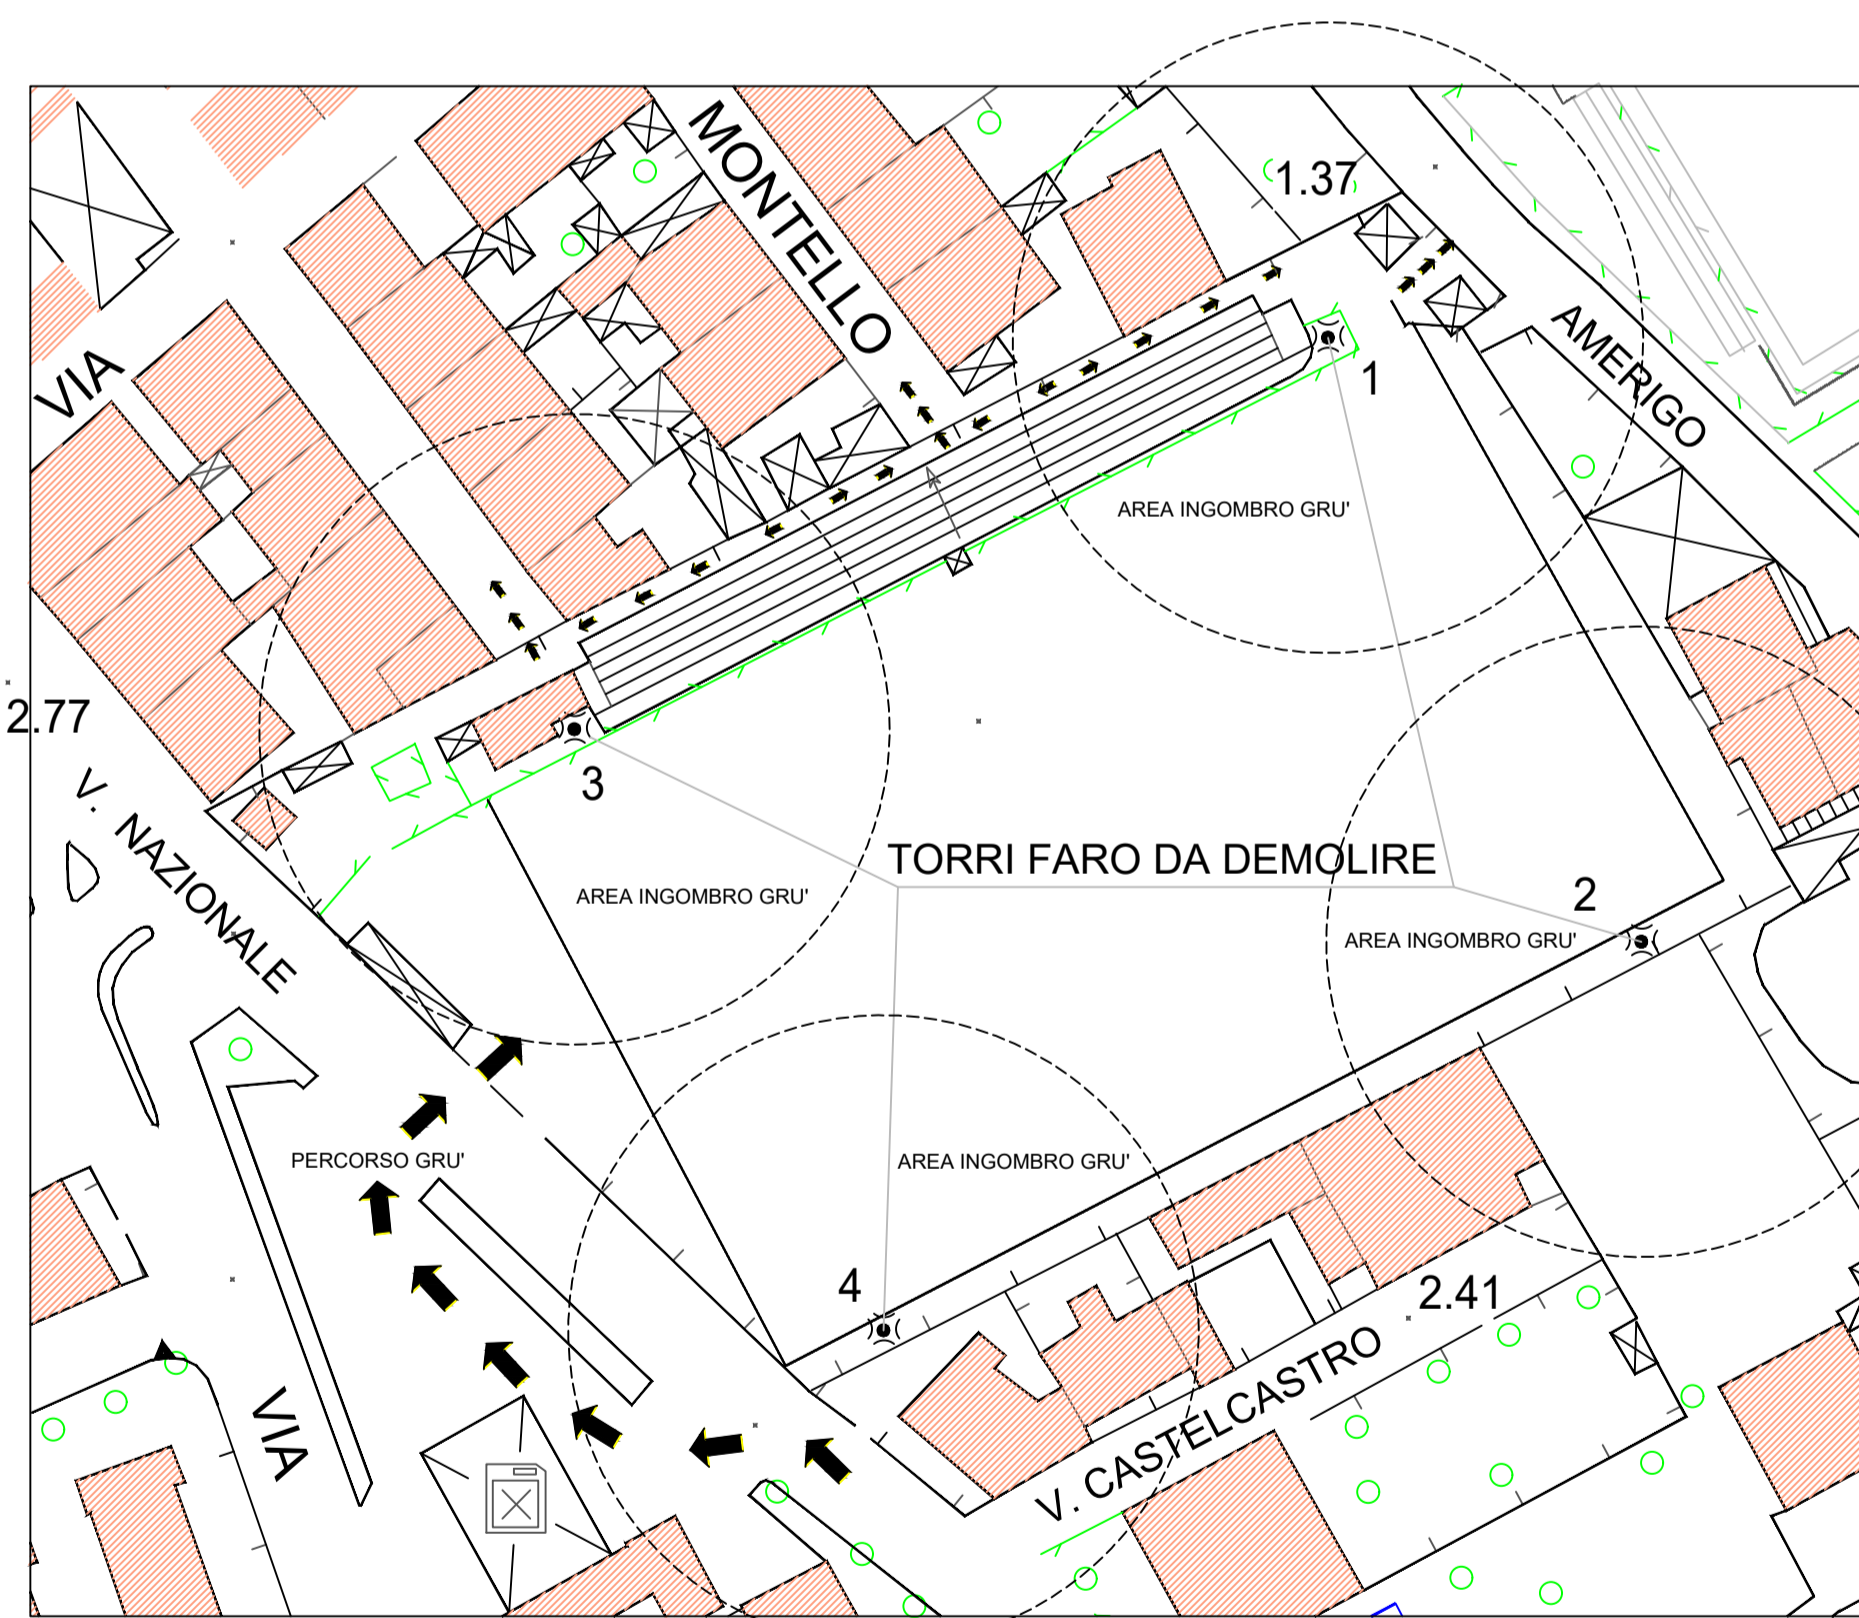 MONTELLO
1.37
VIA
AMERIGO
1
AREA INGOMBRO GRU'
2.77
V. NAZIONALE
3
TORRI FARO DA DEMOLIRE
AREA INGOMBRO GRU'
2
AREA INGOMBRO GRU'
PERCORSO GRU'
AREA INGOMBRO GRU'
4
2.41
V. CASTELCASTRO
VIA